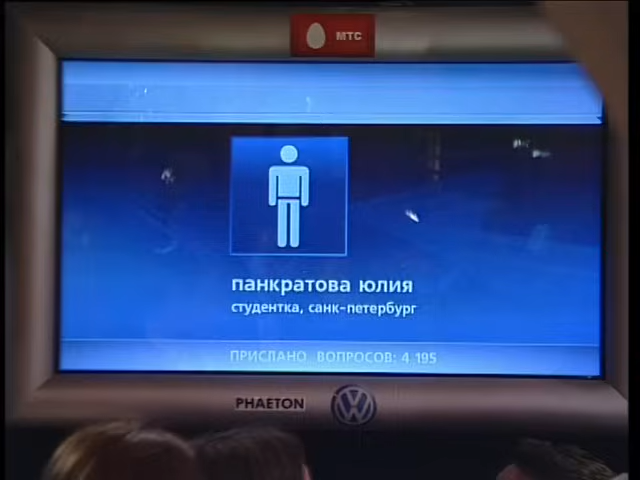 МТС
панкратова юлия
студентка, санк-петербург
ПРИСЛАНО ВОПРОСОВ: 4 195
PHAETON